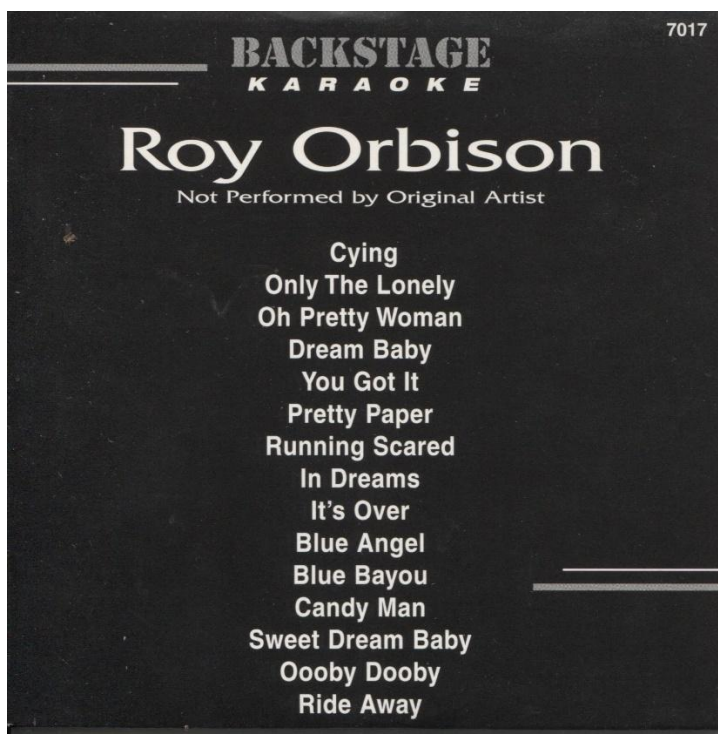 7017
BACKSTAGE
KARAOKE
Roy Orbison
Not Performed by Original Artist
Cying
Only The Lonely
Oh Pretty Woman
Dream Baby
You Got It
Pretty Paper
Running Scared
In Dreams
It's Over
Blue Angel
Blue Bayou
Candy Man
Sweet Dream Baby
Oooby Dooby
Ride Away